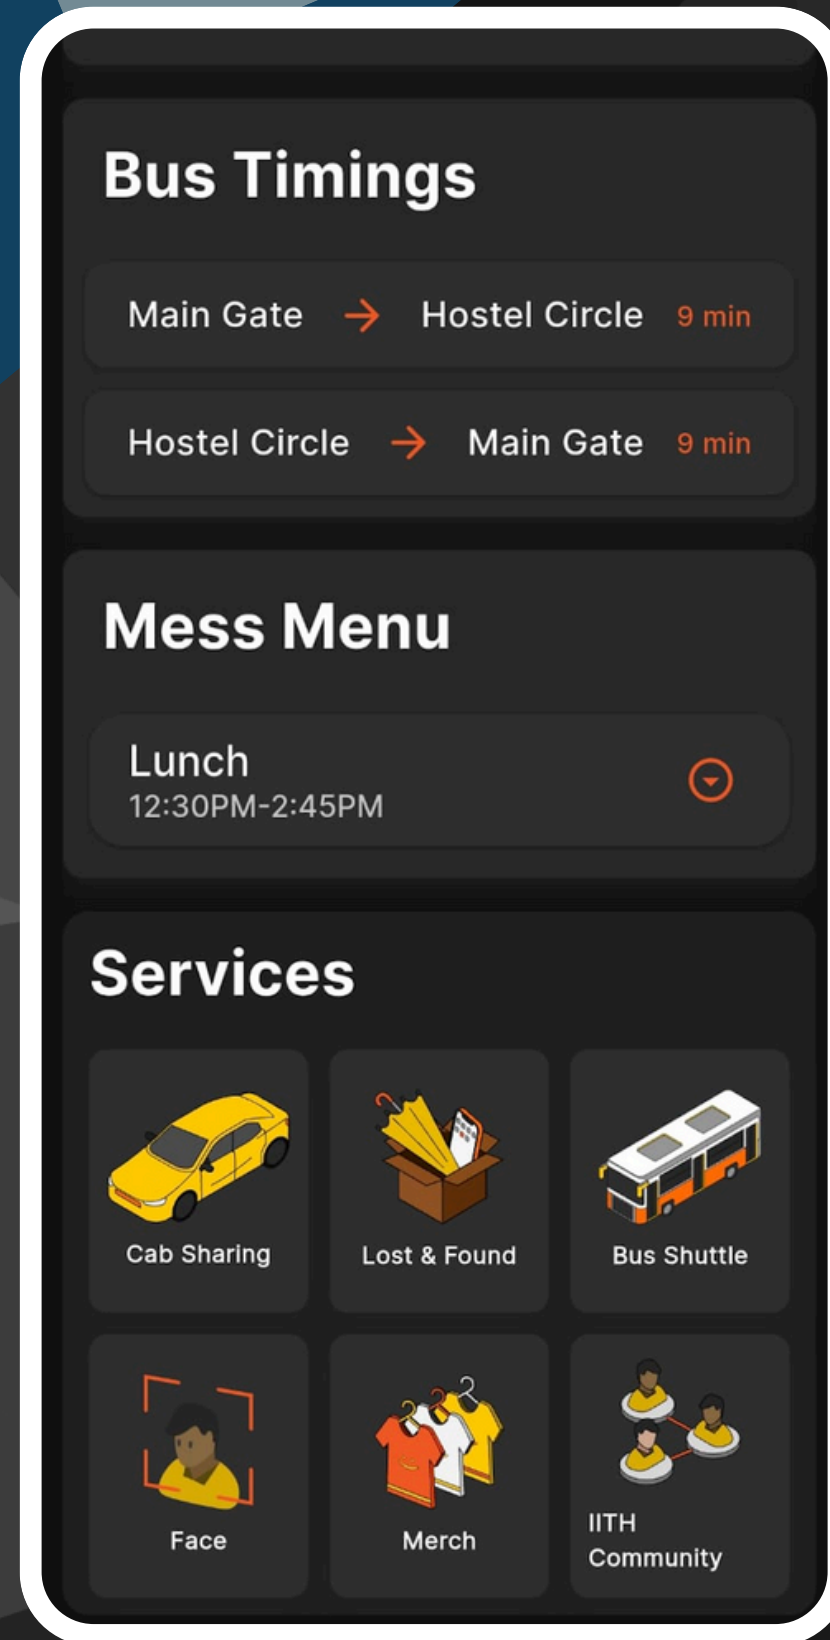 Bus Timings
Main Gate → Hostel Circle 9 min
Hostel Circle → Main Gate 9 min
Mess Menu
Lunch
12:30PM-2:45PM
Services
Cab Sharing
Lost & Found
Bus Shuttle
Face
Merch
IITH
Community